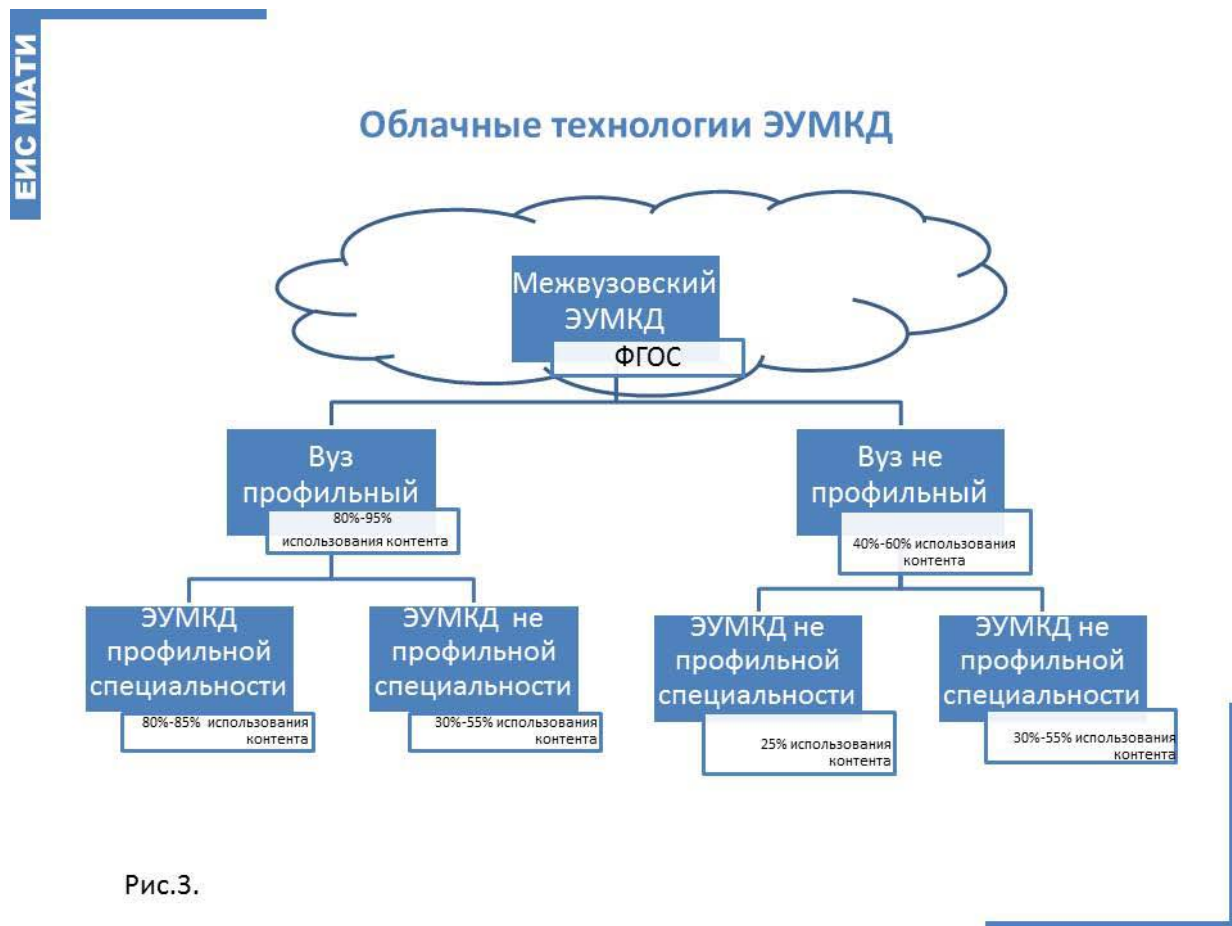 ЕИС МАТИ
Облачные технологии ЭУМКД
Межвузовский
ЭУМКД
ФГОС
Вуз
профильный
80%-95%
использования контента
Вуз не
профильный
40%-60% использования
контента
ЭУМКД
профильной
специальности
80%-85% использования
контента
ЭУМКД не
профильной
специальности
30%-55% использования
контента
ЭУМКД не
профильной
специальности
25% использования
контента
ЭУМКД не
профильной
специальности
30%-55% использования
контента
Рис.3.